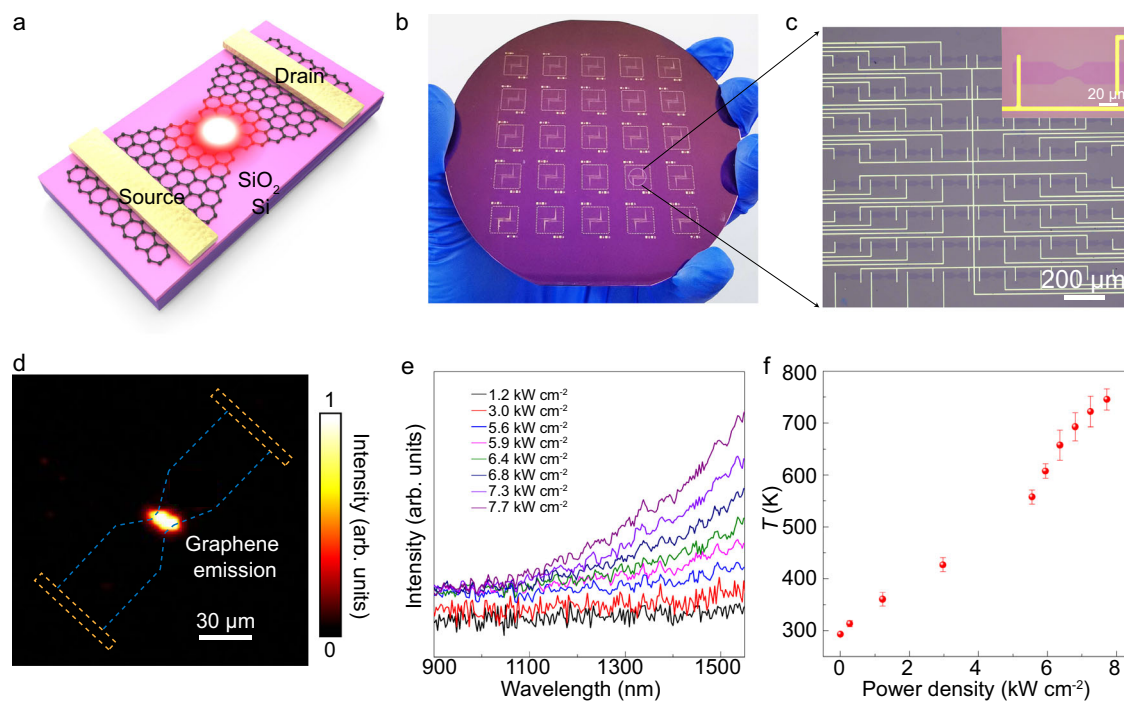 a
Drain
Source
SiO₂
Si
b
c
20 µm
200 µm
d
Graphene
emission
30 µm
1
0
Intensity (arb. units)
e
Intensity (arb. units)
1.2 kW cm⁻²
3.0 kW cm⁻²
5.6 kW cm⁻²
5.9 kW cm⁻²
6.4 kW cm⁻²
6.8 kW cm⁻²
7.3 kW cm⁻²
7.7 kW cm⁻²
900 1100 1300 1500
Wavelength (nm)
f
T (K)
800
700
600
500
400
300
0 2 4 6 8
Power density (kW cm⁻²)